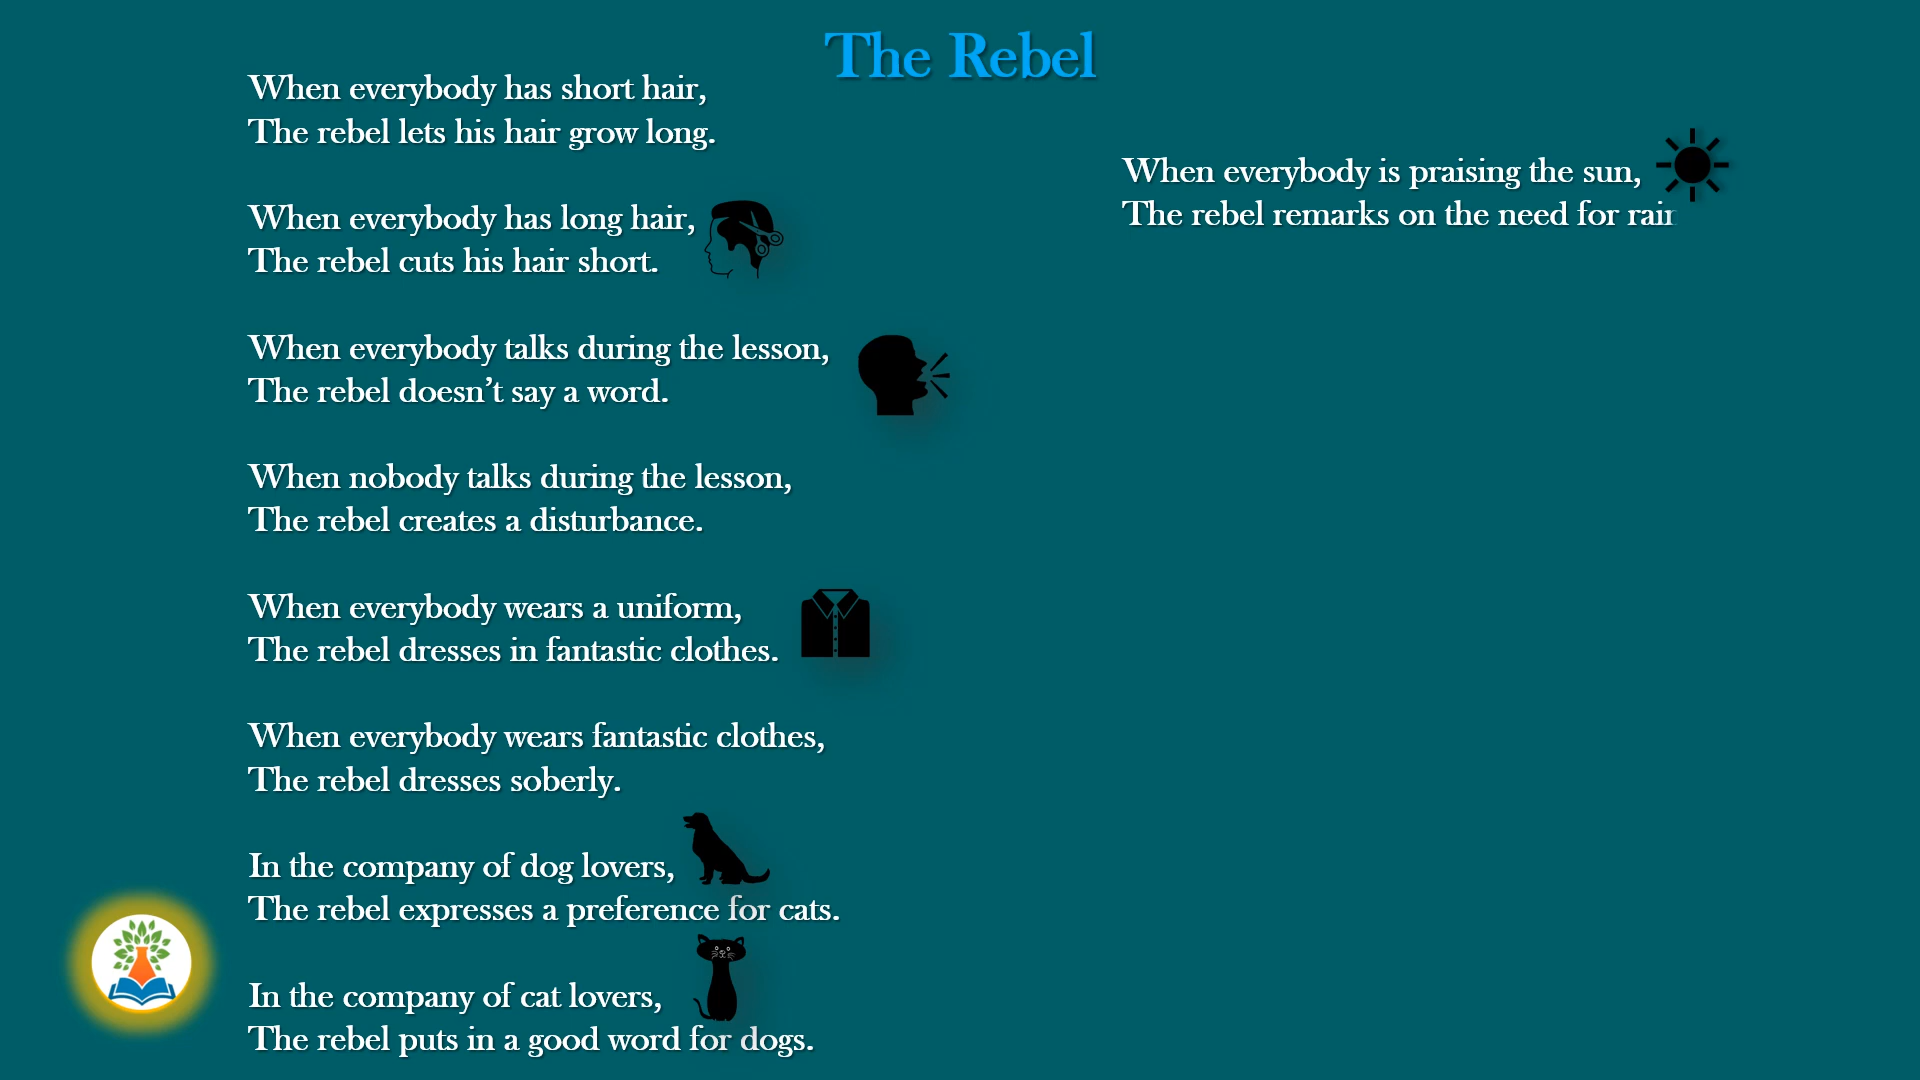 The Rebel
When everybody has short hair,
The rebel lets his hair grow long.
When everybody has long hair,
The rebel cuts his hair short.
When everybody talks during the lesson,
The rebel doesn’t say a word.
When nobody talks during the lesson,
The rebel creates a disturbance.
When everybody wears a uniform,
The rebel dresses in fantastic clothes.
When everybody wears fantastic clothes,
The rebel dresses soberly.
In the company of dog lovers,
The rebel expresses a preference for cats.
In the company of cat lovers,
The rebel puts in a good word for dogs.
When everybody is praising the sun,
The rebel remarks on the need for rain